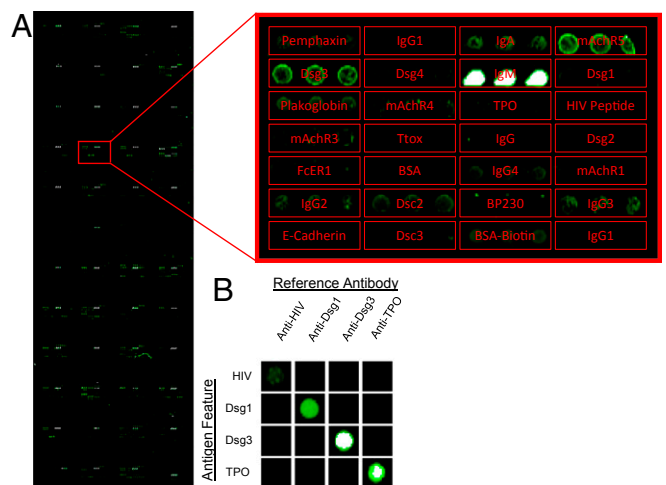 A
Pemphaxin IgG1 IgA mAchR5
Dsg3 Dsg4 IgM Dsg1
Plakoglobin mAchR4 TPO HIV Peptide
mAchR3 Ttox IgG Dsg2
FcER1 BSA IgG4 mAchR1
IgG2 Dsc2 BP230 IgG3
E-Cadherin Dsc3 BSA-Biotin IgG1
B
Reference Antibody
Anti-HIV Anti-Dsg1 Anti-Dsg3 Anti-TPO
Antigen Feature
HIV
Dsg1
Dsg3
TPO